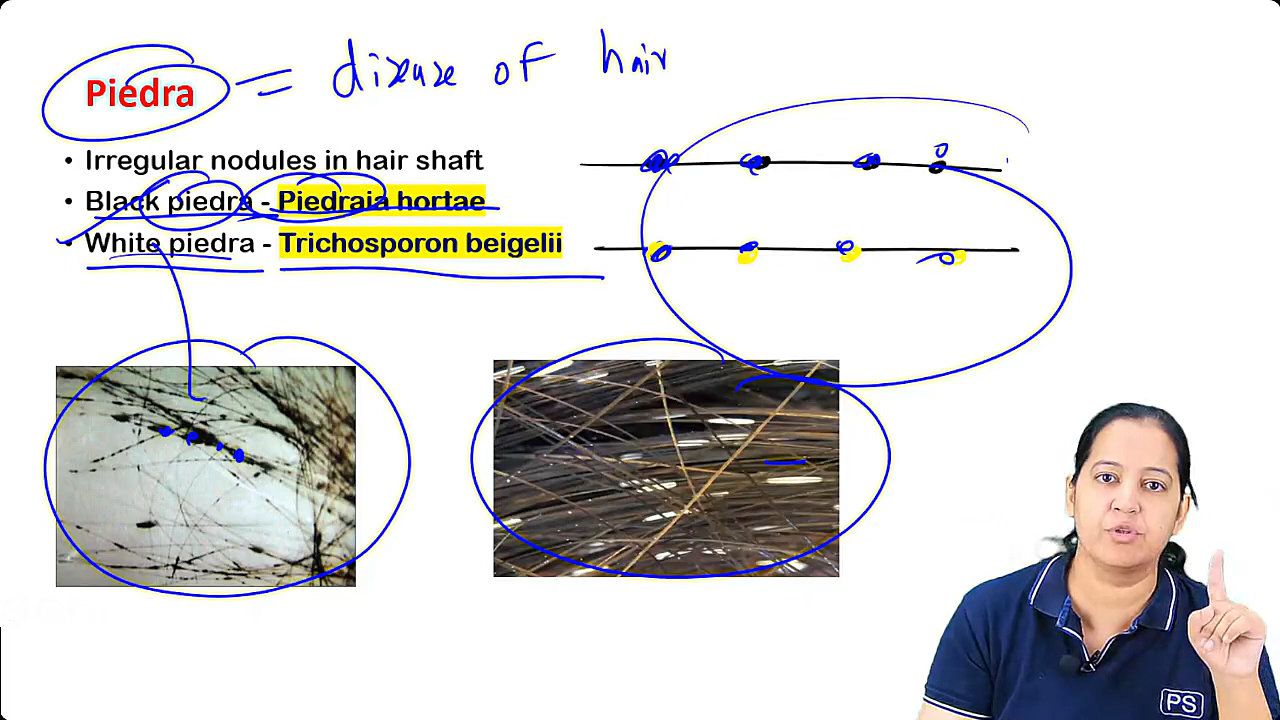 Piedra = disease of hair
• Irregular nodules in hair shaft
• Black piedra - Piedraia hortae
• White piedra - Trichosporon beigelii
PS